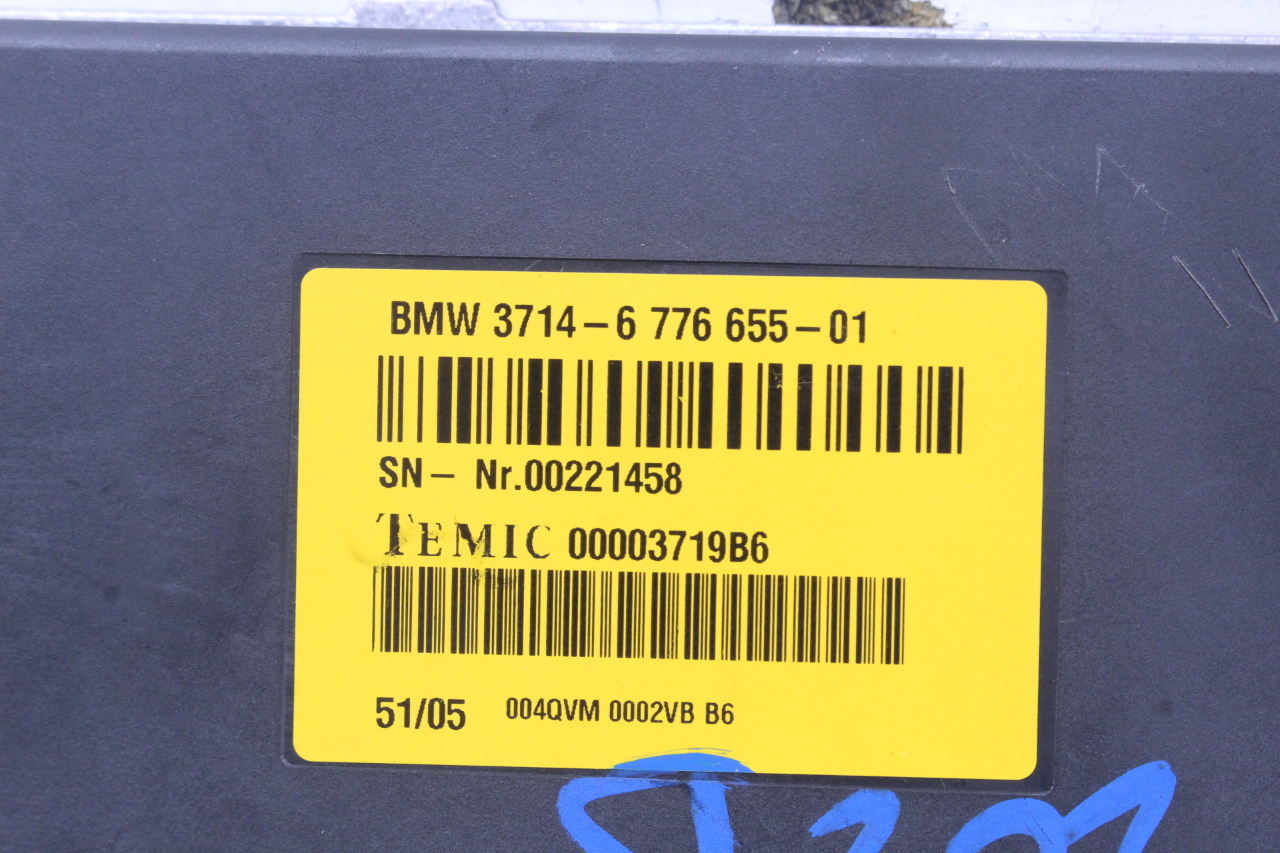 BMW 3714-6 776 655-01
SN- Nr.00221458
TEMIC 00003719B6
51/05 004QVM 0002VB B6